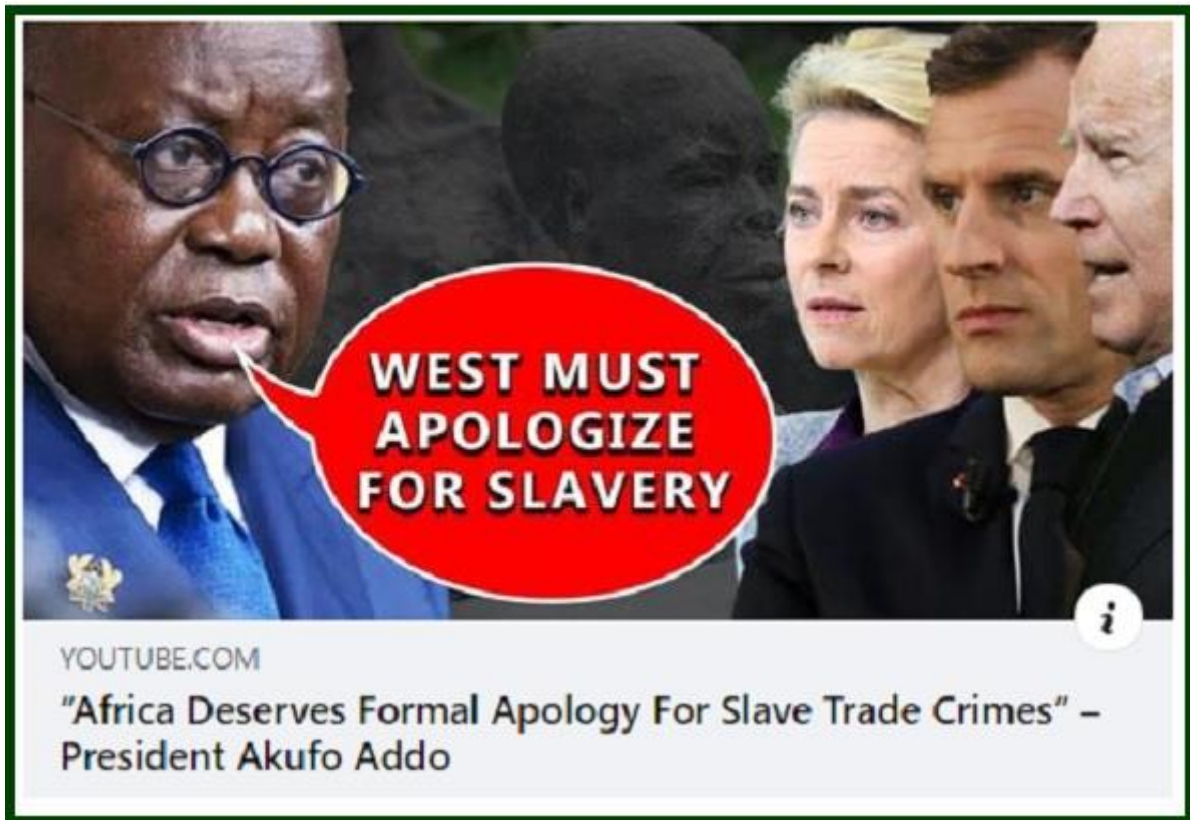 WEST MUST
APOLOGIZE
FOR SLAVERY
i
YOUTUBE.COM
"Africa Deserves Formal Apology For Slave Trade Crimes" –
President Akufo Addo